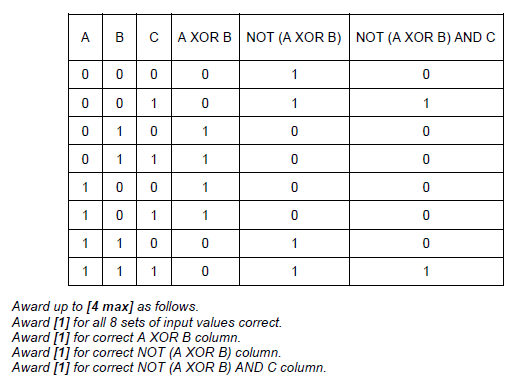 A B C A XOR B NOT (A XOR B) NOT (A XOR B) AND C
0 0 0 0 1 0
0 0 1 0 1 1
0 1 0 1 0 0
0 1 1 1 0 0
1 0 0 1 0 0
1 0 1 1 0 0
1 1 0 0 1 0
1 1 1 0 1 1
Award up to [4 max] as follows.
Award [1] for all 8 sets of input values correct.
Award [1] for correct A XOR B column.
Award [1] for correct NOT (A XOR B) column.
Award [1] for correct NOT (A XOR B) AND C column.